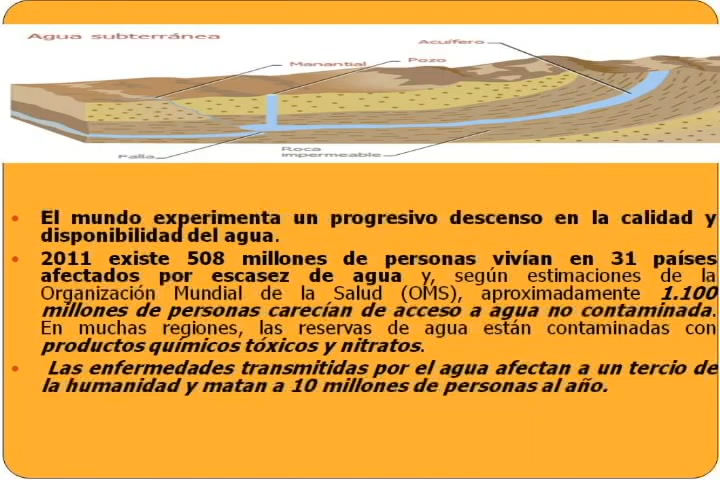 Agua subterránea
Acuífero
Manantial
Pozo
Falla
Roca
impermeable
• El mundo experimenta un progresivo descenso en la calidad y
disponibilidad del agua.
• 2011 existe 508 millones de personas vivían en 31 países
afectados por escasez de agua y, según estimaciones de la
Organización Mundial de la Salud (OMS), aproximadamente 1.100
millones de personas carecían de acceso a agua no contaminada.
En muchas regiones, las reservas de agua están contaminadas con
productos químicos tóxicos y nitratos.
• Las enfermedades transmitidas por el agua afectan a un tercio de
la humanidad y matan a 10 millones de personas al año.